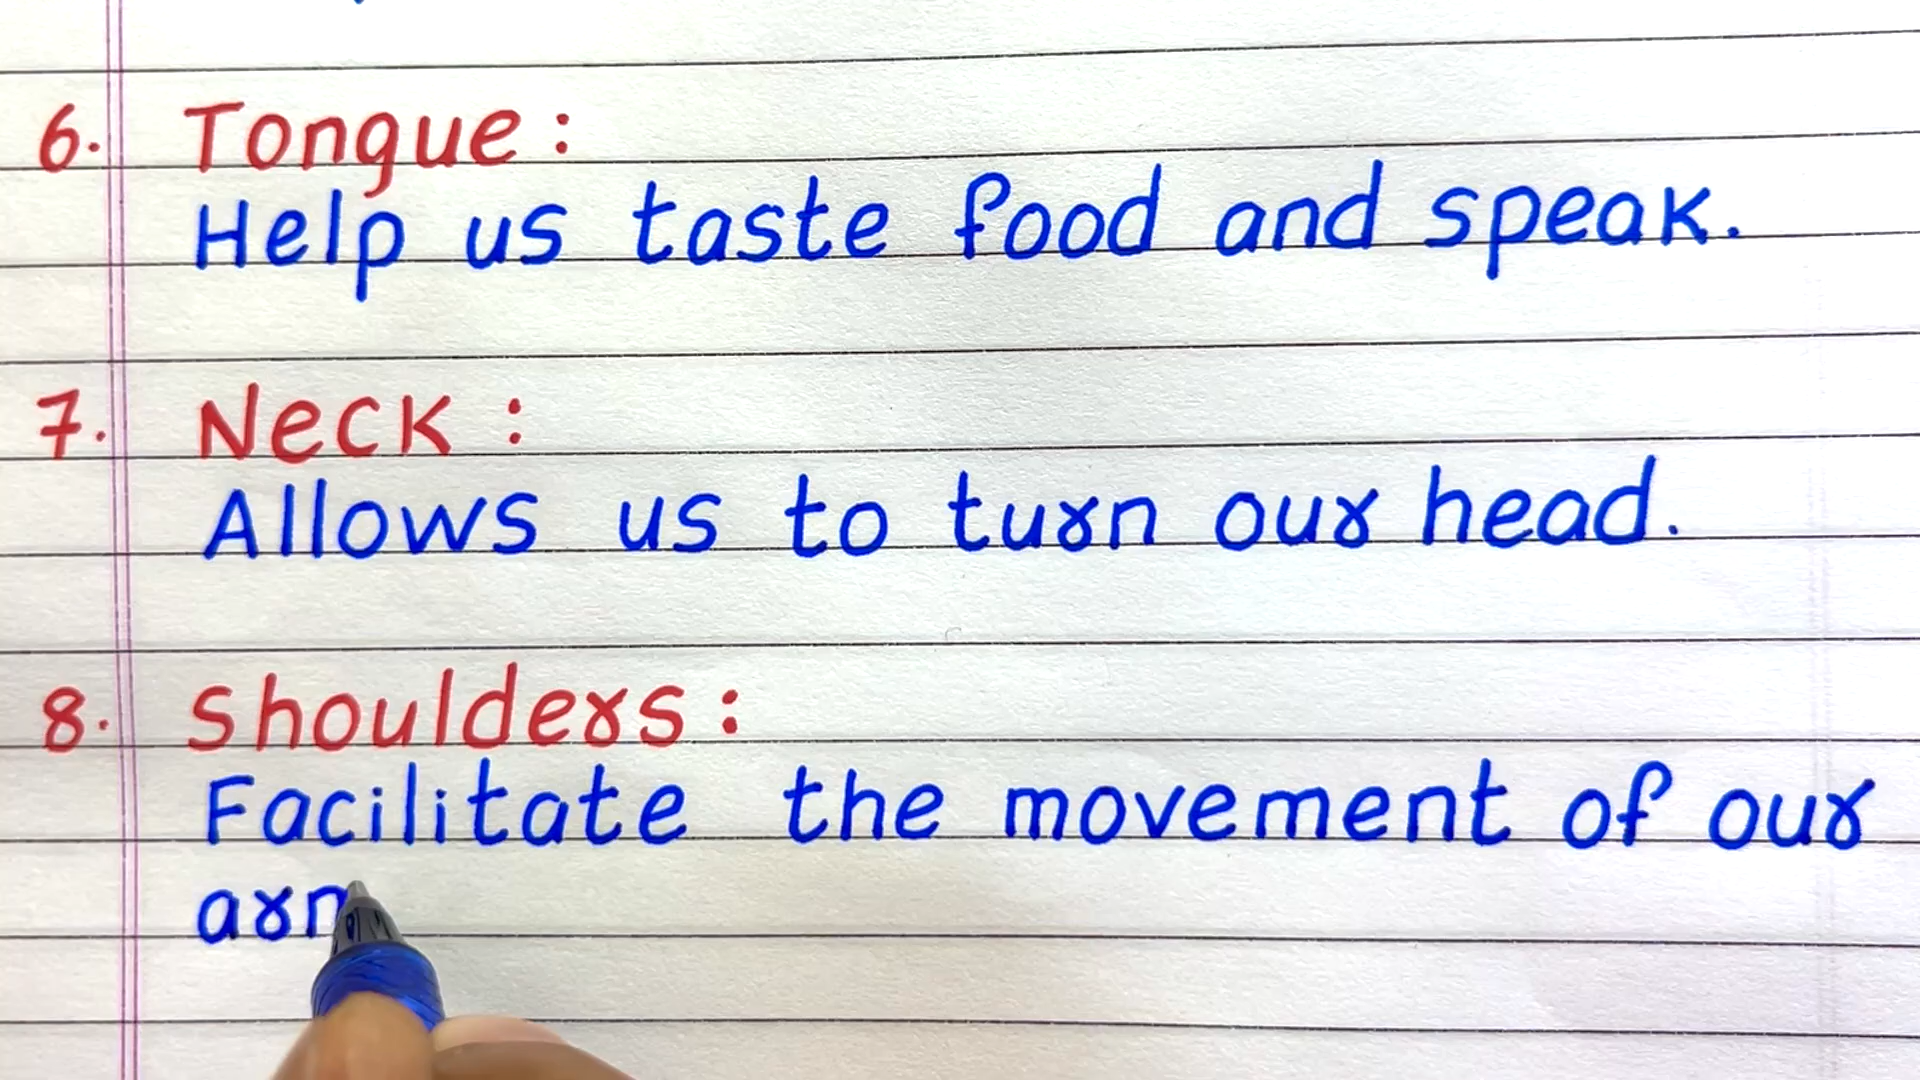 6. Tongue:
Help us taste food and speak.
7. Neck:
Allows us to turn our head.
8. Shoulders:
Facilitate the movement of our